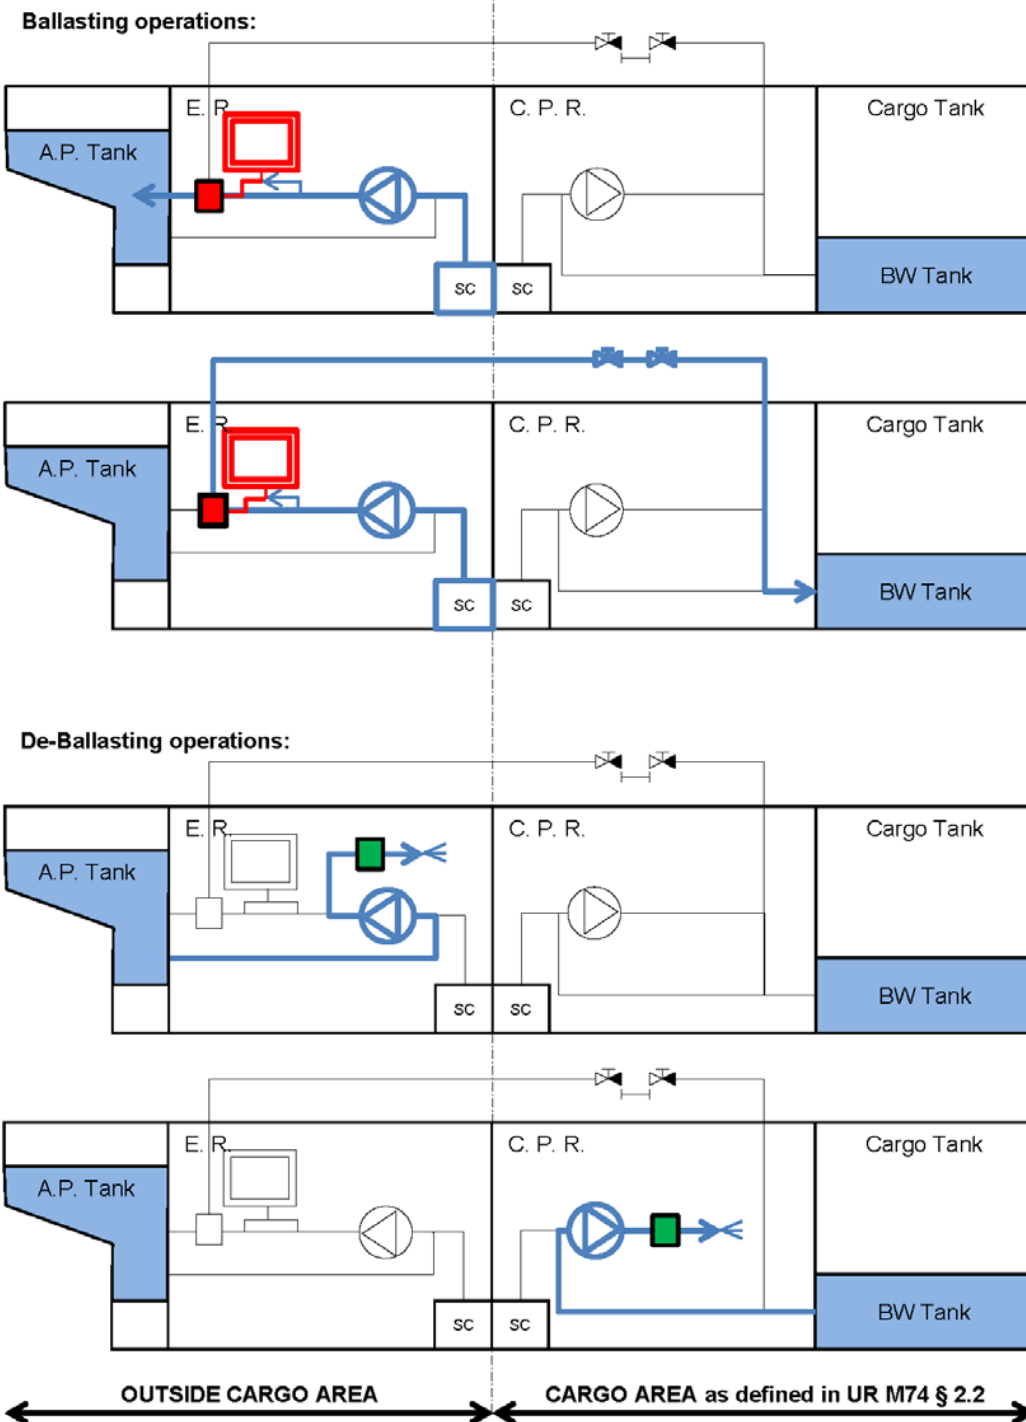 Ballasting operations:
E. R. C. P. R. Cargo Tank
A.P. Tank
SC SC BW Tank
E. R. C. P. R. Cargo Tank
A.P. Tank
SC SC BW Tank
De-Ballasting operations:
E. R. C. P. R. Cargo Tank
A.P. Tank
SC SC BW Tank
E. R. C. P. R. Cargo Tank
A.P. Tank
SC SC BW Tank
OUTSIDE CARGO AREA CARGO AREA as defined in UR M74 § 2.2